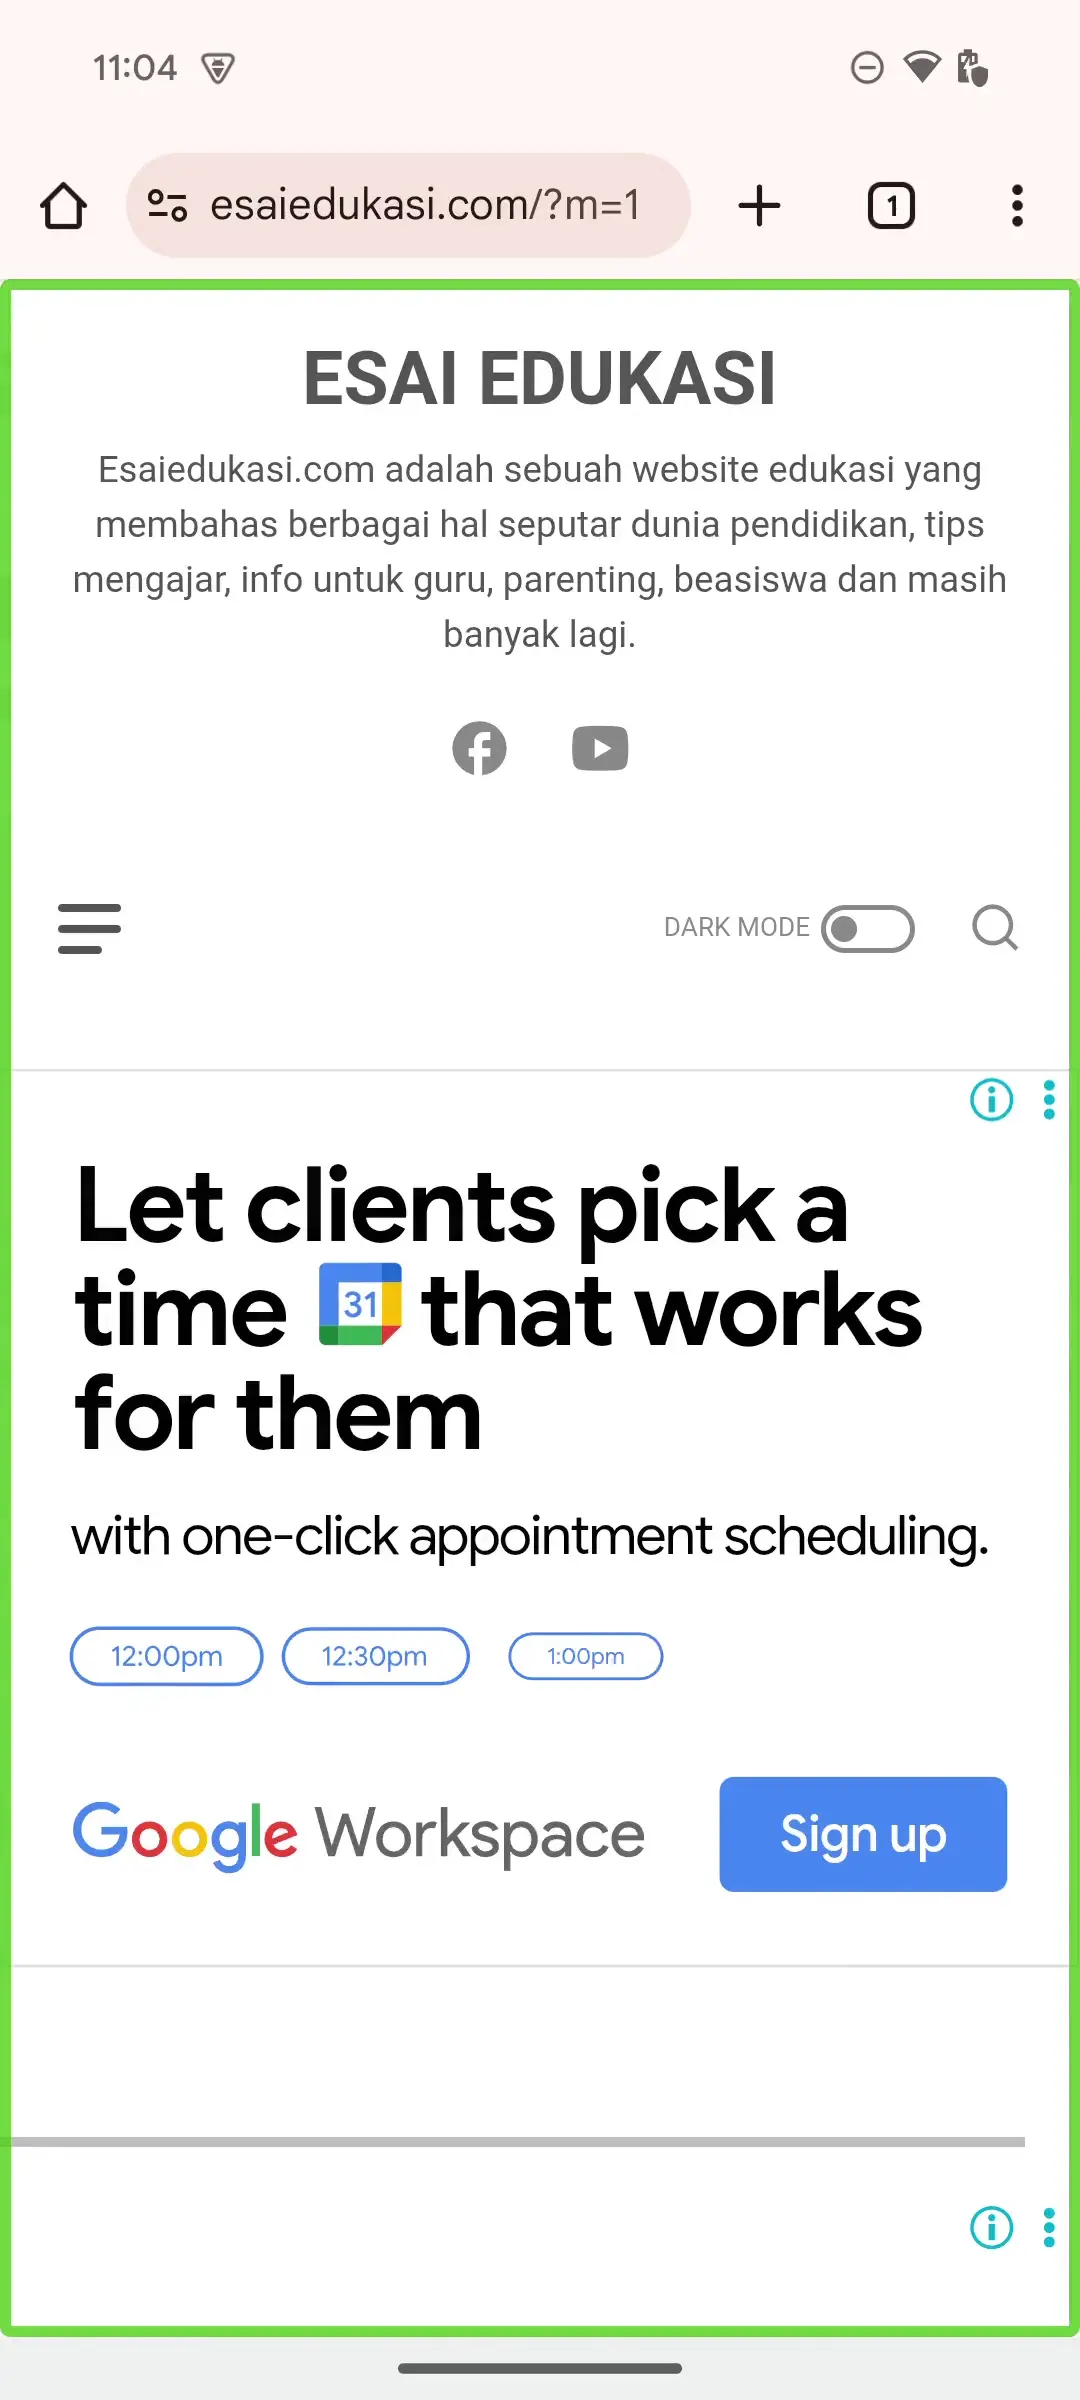 11:04
esaiedukasi.com/?m=1
1
ESAI EDUKASI
Esaiedukasi.com adalah sebuah website edukasi yang
membahas berbagai hal seputar dunia pendidikan, tips
mengajar, info untuk guru, parenting, beasiswa dan masih
banyak lagi.
DARK MODE
Let clients pick a
time 31 that works
for them
with one-click appointment scheduling.
12:00pm 12:30pm 1:00pm
Google Workspace Sign up